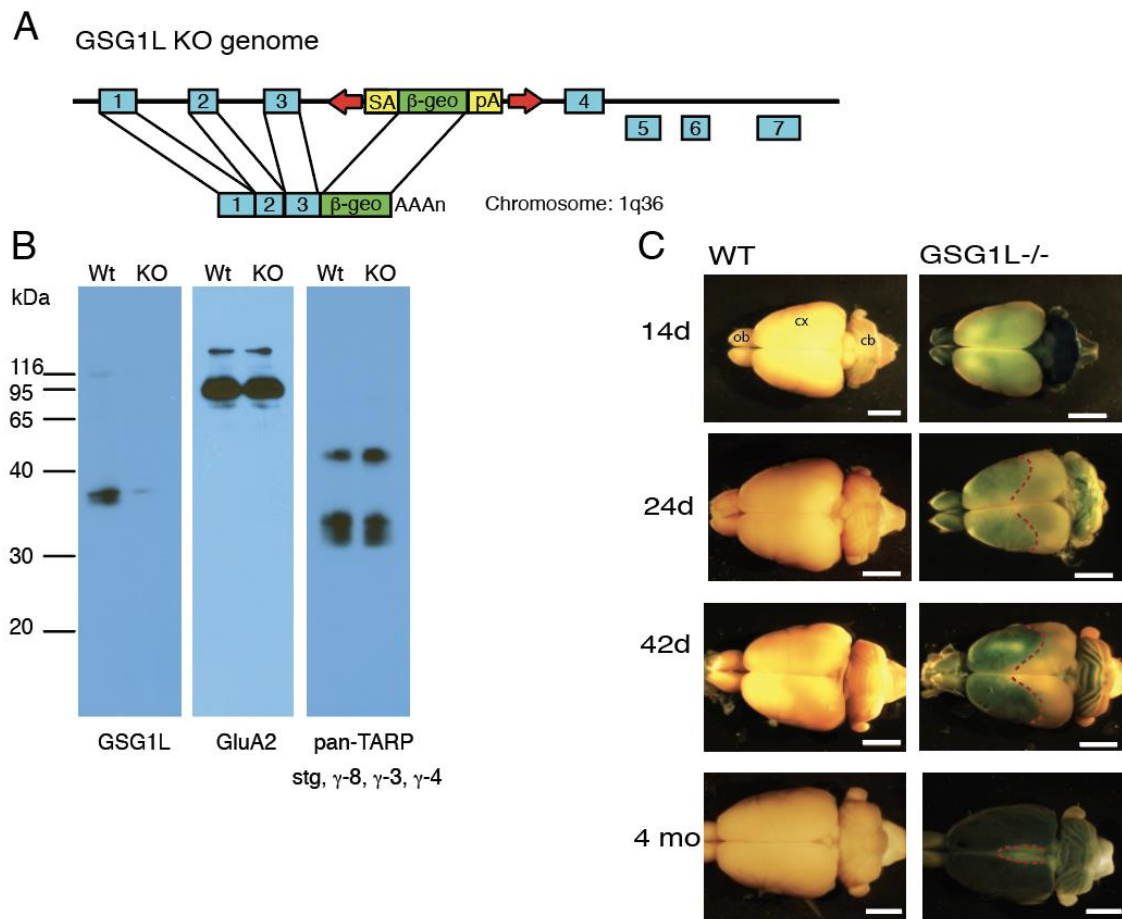 A
GSG1L KO genome
1 2 3 SA β-geo pA 4
5 6 7
1 2 3 β-geo AAAn Chromosome: 1q36
B
Wt KO Wt KO Wt KO
kDa
116
95
65
40
30
20
GSG1L GluA2 pan-TARP
stg, γ-8, γ-3, γ-4
C
WT GSG1L-/-
14d
ob cx cb
24d
42d
4 mo